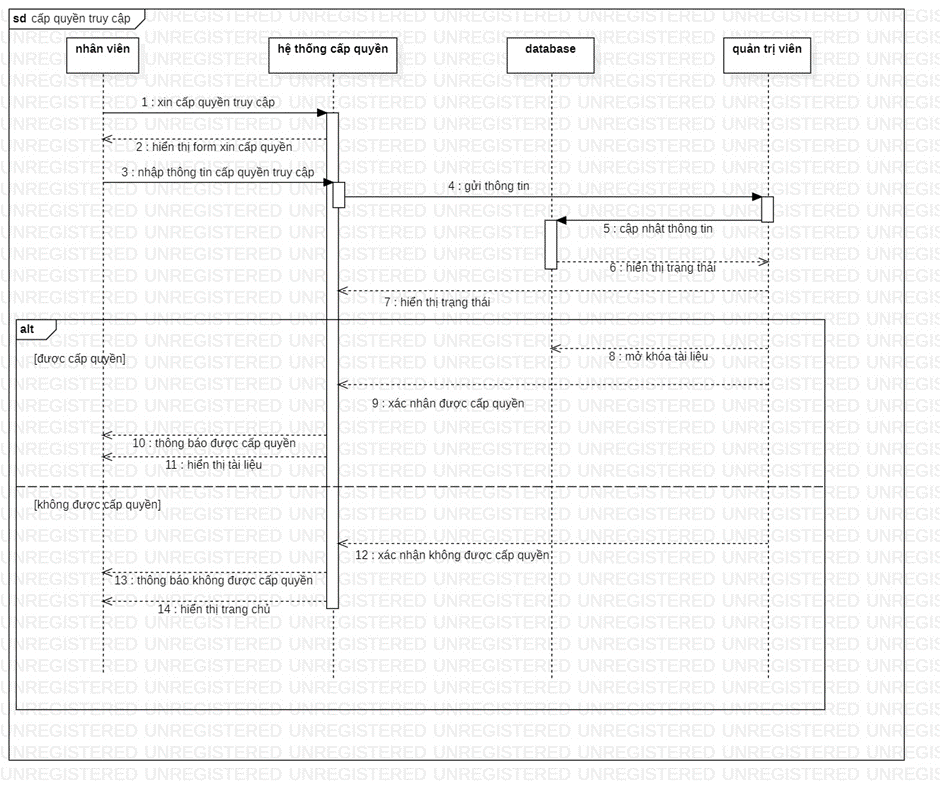 sd cấp quyền truy cập
nhân viên
hệ thống cấp quyền
database
quản trị viên
1 : xin cấp quyền truy cập
2 : hiển thị form xin cấp quyền
3 : nhập thông tin cấp quyền truy cập
4 : gửi thông tin
5 : cập nhật thông tin
6 : hiển thị trạng thái
7 : hiển thị trạng thái
alt
[được cấp quyền]
8 : mở khóa tài liệu
9 : xác nhận được cấp quyền
10 : thông báo được cấp quyền
11 : hiển thị tài liệu
[không được cấp quyền]
12 : xác nhận không được cấp quyền
13 : thông báo không được cấp quyền
14 : hiển thị trang chủ
UNREGISTERED